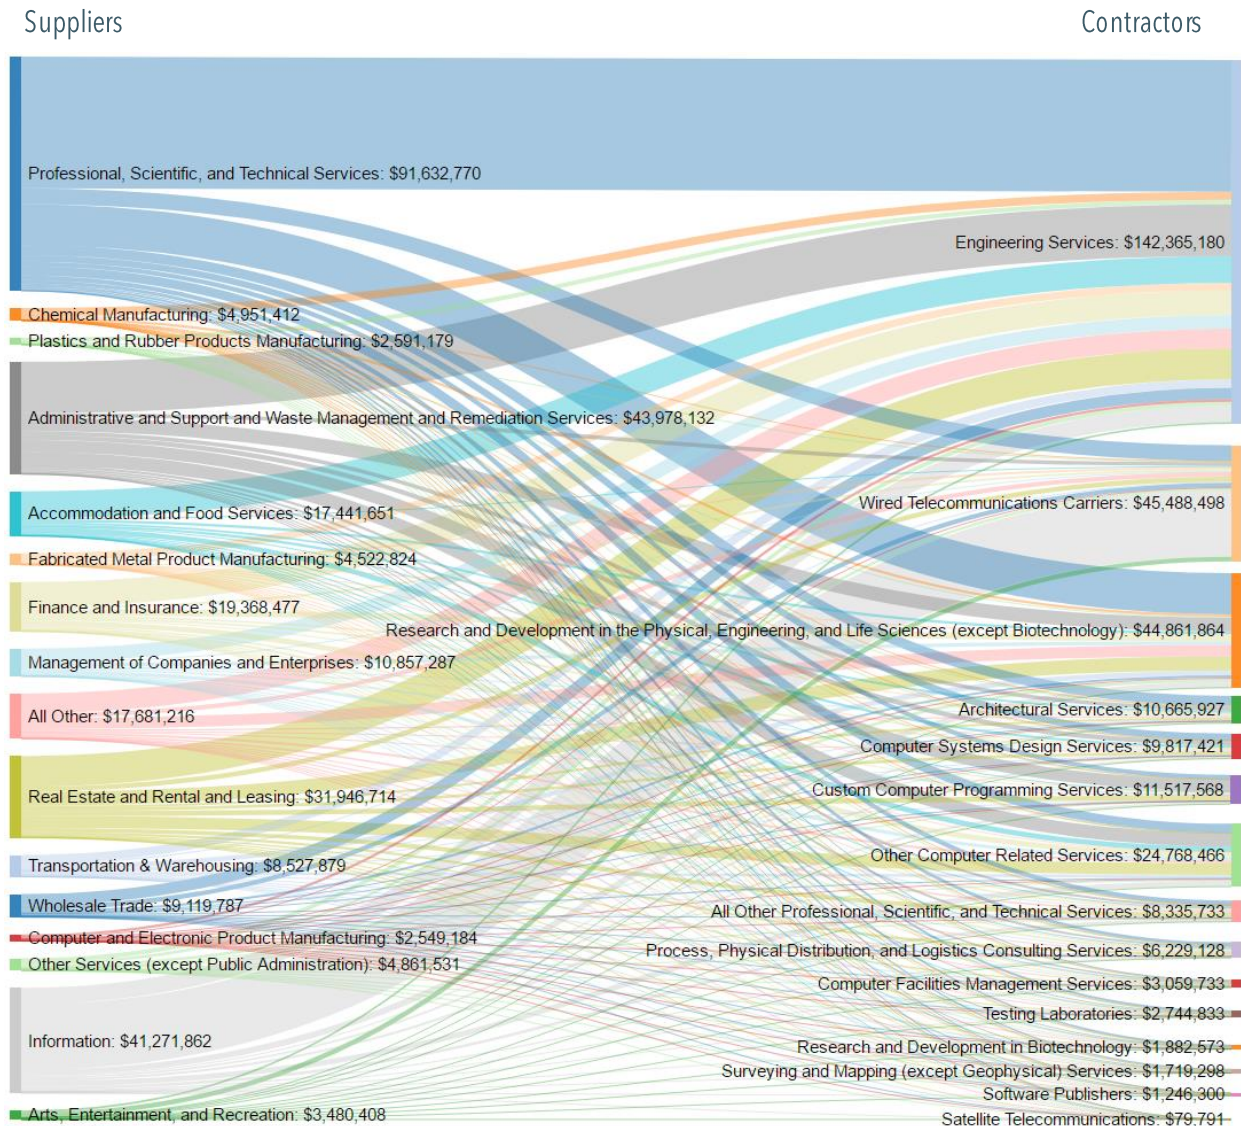 Suppliers
Contractors
Professional, Scientific, and Technical Services: $91,632,770
Chemical Manufacturing: $4,951,412
Plastics and Rubber Products Manufacturing: $2,591,179
Administrative and Support and Waste Management and Remediation Services: $43,978,132
Accommodation and Food Services: $17,441,651
Fabricated Metal Product Manufacturing: $4,522,824
Finance and Insurance: $19,368,477
Management of Companies and Enterprises: $10,857,287
All Other: $17,681,216
Real Estate and Rental and Leasing: $31,946,714
Transportation & Warehousing: $8,527,879
Wholesale Trade: $9,119,787
Computer and Electronic Product Manufacturing: $2,549,184
Other Services (except Public Administration): $4,861,531
Information: $41,271,862
Arts, Entertainment, and Recreation: $3,480,408
Engineering Services: $142,365,180
Wired Telecommunications Carriers: $45,488,498
Research and Development in the Physical, Engineering, and Life Sciences (except Biotechnology): $44,861,864
Architectural Services: $10,665,927
Computer Systems Design Services: $9,817,421
Custom Computer Programming Services: $11,517,568
Other Computer Related Services: $24,768,466
All Other Professional, Scientific, and Technical Services: $8,335,733
Process, Physical Distribution, and Logistics Consulting Services: $6,229,128
Computer Facilities Management Services: $3,059,733
Testing Laboratories: $2,744,833
Research and Development in Biotechnology: $1,882,573
Surveying and Mapping (except Geophysical) Services: $1,719,298
Software Publishers: $1,246,300
Satellite Telecommunications: $79,791